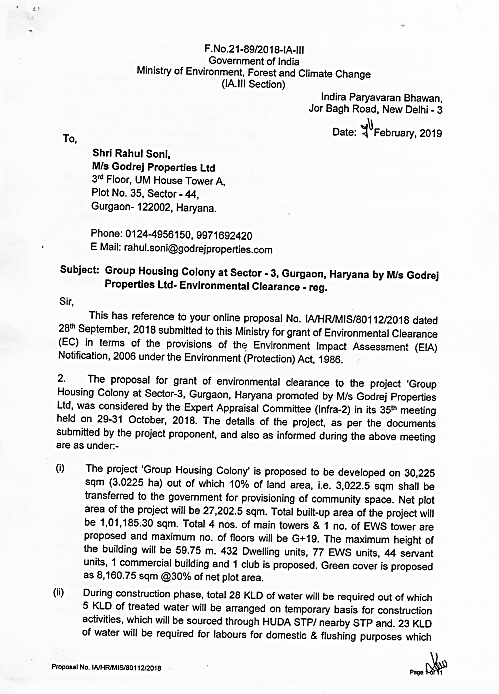 F.No.21-89/2018-IA-III
Government of India
Ministry of Environment, Forest and Climate Change
(IA.III Section)
Indira Paryavaran Bhawan,
Jor Bagh Road, New Delhi - 3
Date: February, 2019
To,
Shri Rahul Soni,
M/s Godrej Properties Ltd
3rd Floor, UM House Tower A,
Plot No. 35, Sector - 44,
Gurgaon- 122002, Haryana.
Phone: 0124-4956150, 9971692420
E Mail: rahul.soni@godrejproperties.com
Subject: Group Housing Colony at Sector - 3, Gurgaon, Haryana by M/s Godrej
Properties Ltd- Environmental Clearance - reg.
Sir,
This has reference to your online proposal No. IA/HR/MIS/80112/2018 dated
28th September, 2018 submitted to this Ministry for grant of Environmental Clearance
(EC) in terms of the provisions of the Environment Impact Assessment (EIA)
Notification, 2006 under the Environment (Protection) Act, 1986.
2. The proposal for grant of environmental clearance to the project 'Group
Housing Colony at Sector-3, Gurgaon, Haryana promoted by M/s Godrej Properties
Ltd, was considered by the Expert Appraisal Committee (Infra-2) in its 35th meeting
held on 29-31 October, 2018. The details of the project, as per the documents
submitted by the project proponent, and also as informed during the above meeting
are as under:-
(i) The project 'Group Housing Colony' is proposed to be developed on 30,225
sqm (3.0225 ha) out of which 10% of land area, i.e. 3,022.5 sqm shall be
transferred to the government for provisioning of community space. Net plot
area of the project will be 27,202.5 sqm. Total built-up area of the project will
be 1,01,185.30 sqm. Total 4 nos. of main towers & 1 no. of EWS tower are
proposed and maximum no. of floors will be G+19. The maximum height of
the building will be 59.75 m. 432 Dwelling units, 77 EWS units, 44 servant
units, 1 commercial building and 1 club is proposed. Green cover is proposed
as 8,160.75 sqm @30% of net plot area.
(ii) During construction phase, total 28 KLD of water will be required out of which
5 KLD of treated water will be arranged on temporary basis for construction
activities, which will be sourced through HUDA STP/ nearby STP and. 23 KLD
of water will be required for labours for domestic & flushing purposes which
Proposal No. IA/HR/MIS/80112/2018
Page 1 of 11